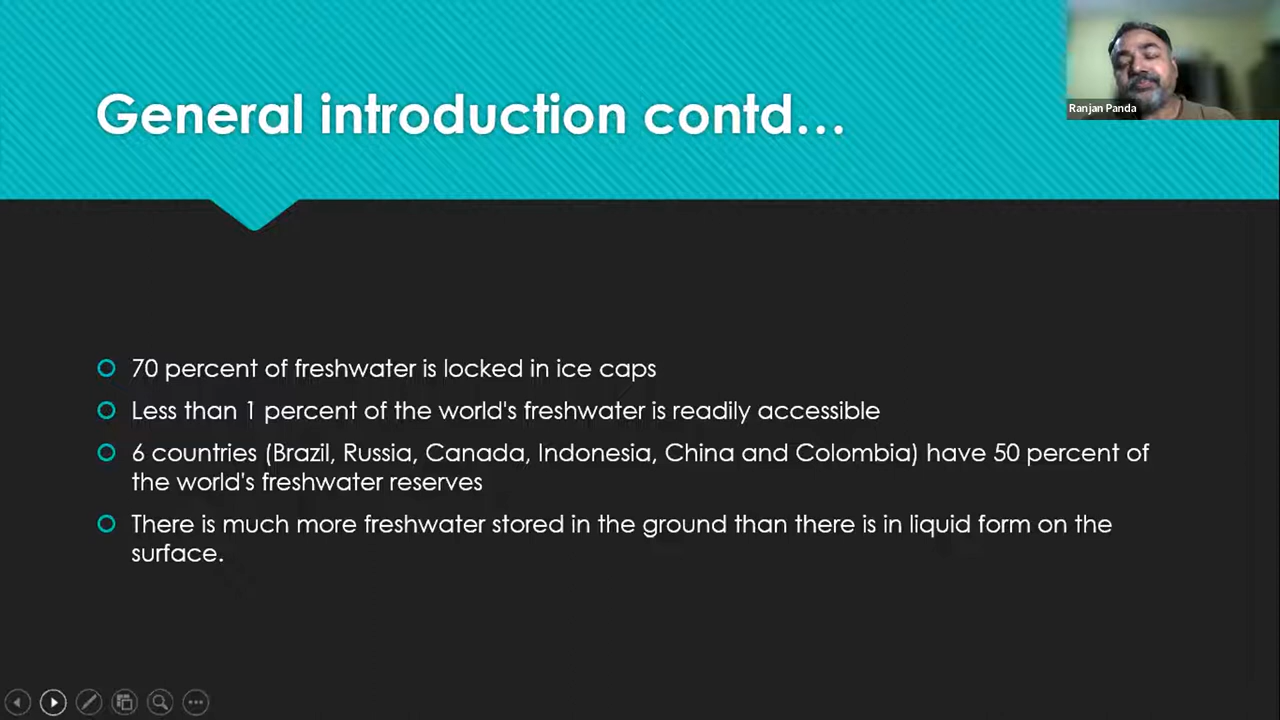 General introduction contd...
Ranjan Panda
70 percent of freshwater is locked in ice caps
Less than 1 percent of the world's freshwater is readily accessible
6 countries (Brazil, Russia, Canada, Indonesia, China and Colombia) have 50 percent of
the world's freshwater reserves
There is much more freshwater stored in the ground than there is in liquid form on the
surface.